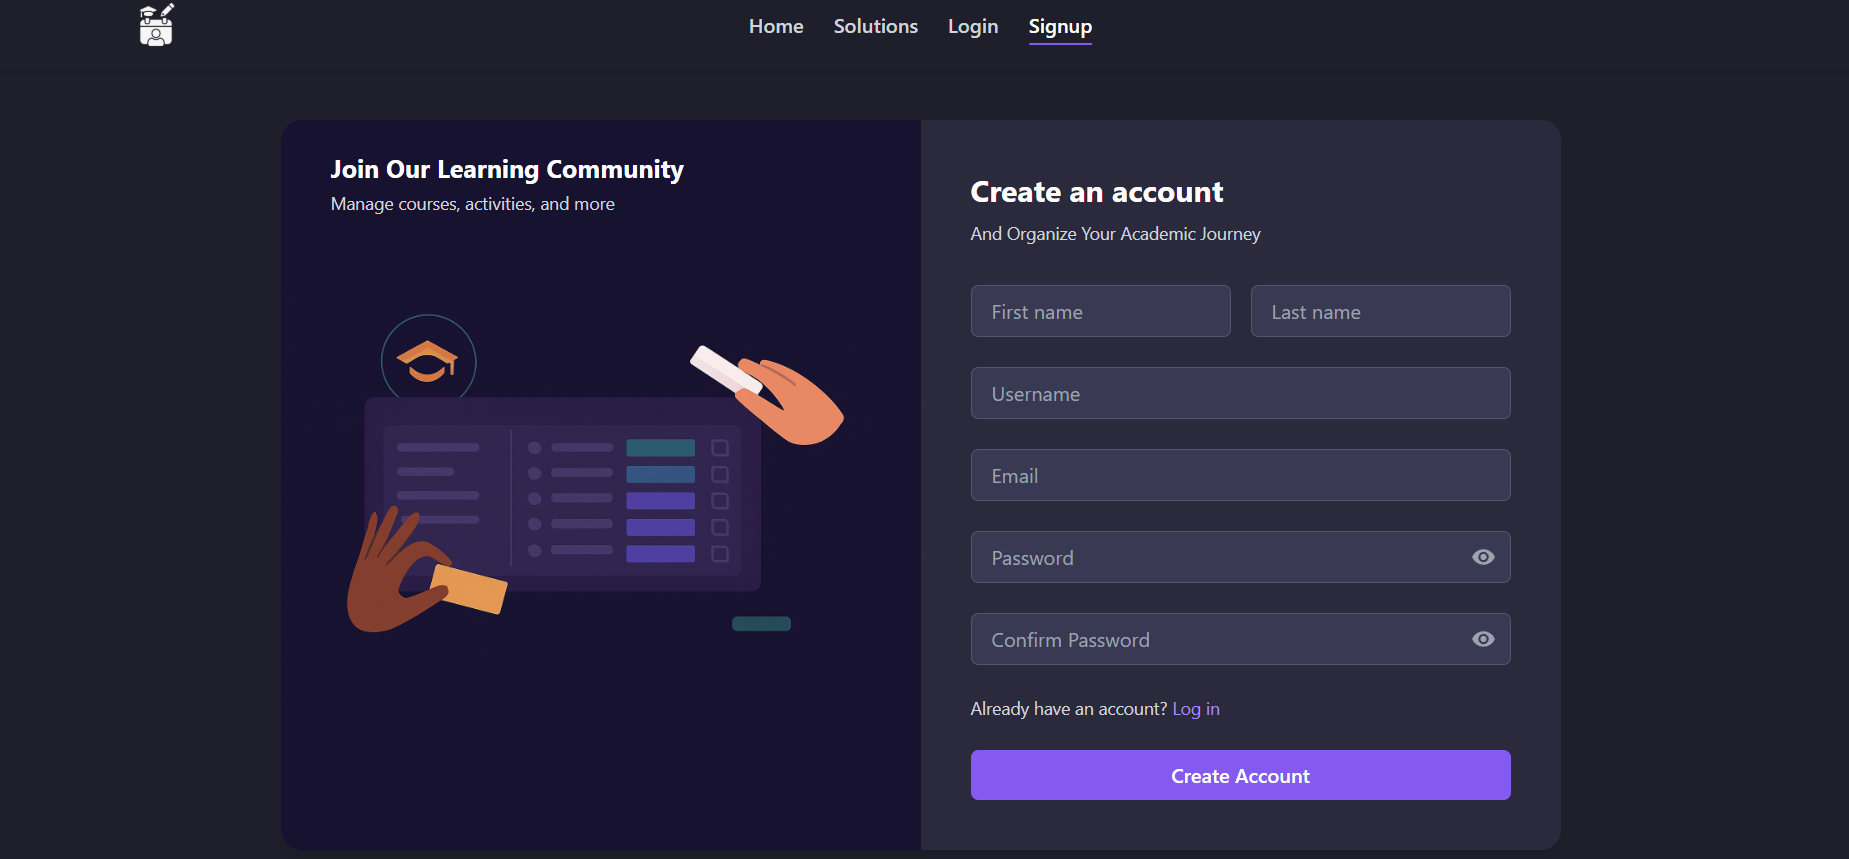 Home Solutions Login Signup
Join Our Learning Community
Manage courses, activities, and more
Create an account
And Organize Your Academic Journey
First name Last name
Username
Email
Password
Confirm Password
Already have an account? Log in
Create Account